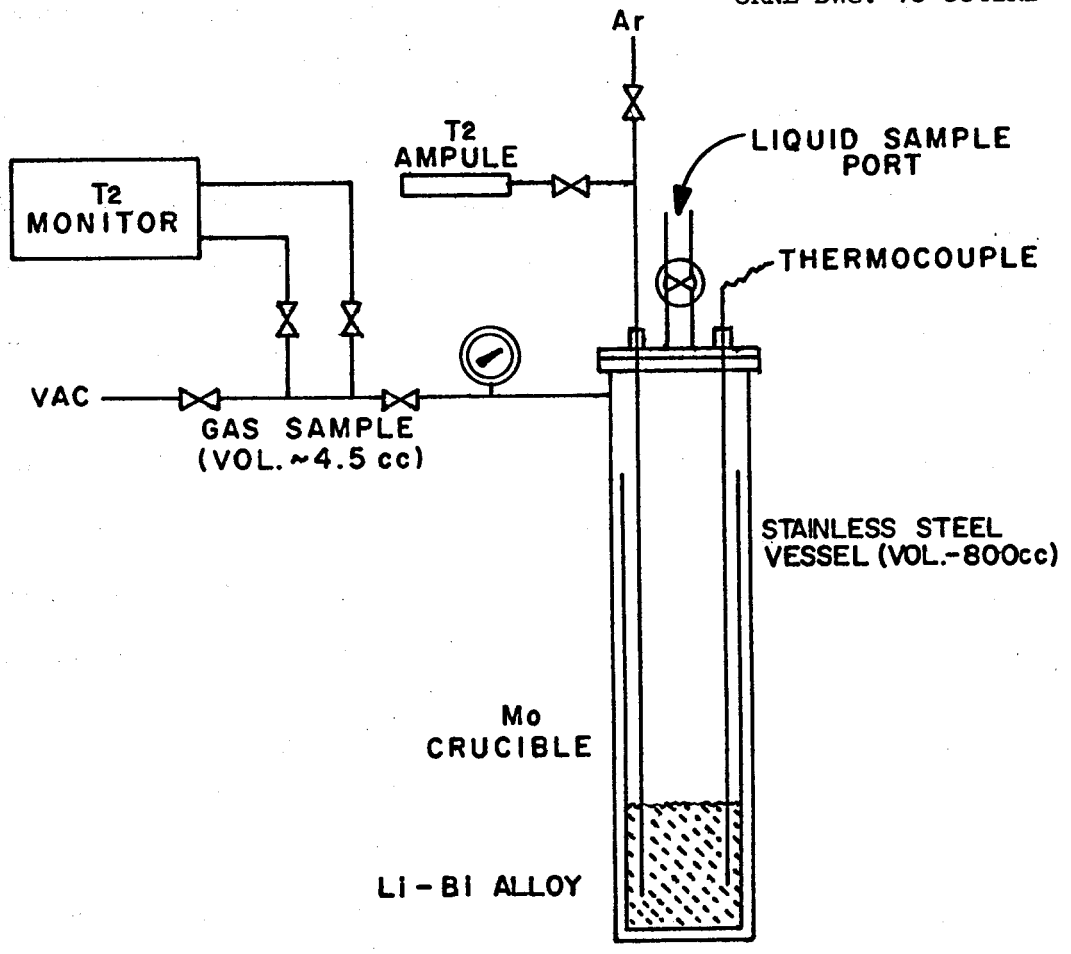 Ar
T2
AMPULE
LIQUID SAMPLE
PORT
T2
MONITOR
THERMOCOUPLE
VAC
GAS SAMPLE
(VOL.~4.5 cc)
STAINLESS STEEL
VESSEL (VOL.-800cc)
Mo
CRUCIBLE
Li-Bi ALLOY